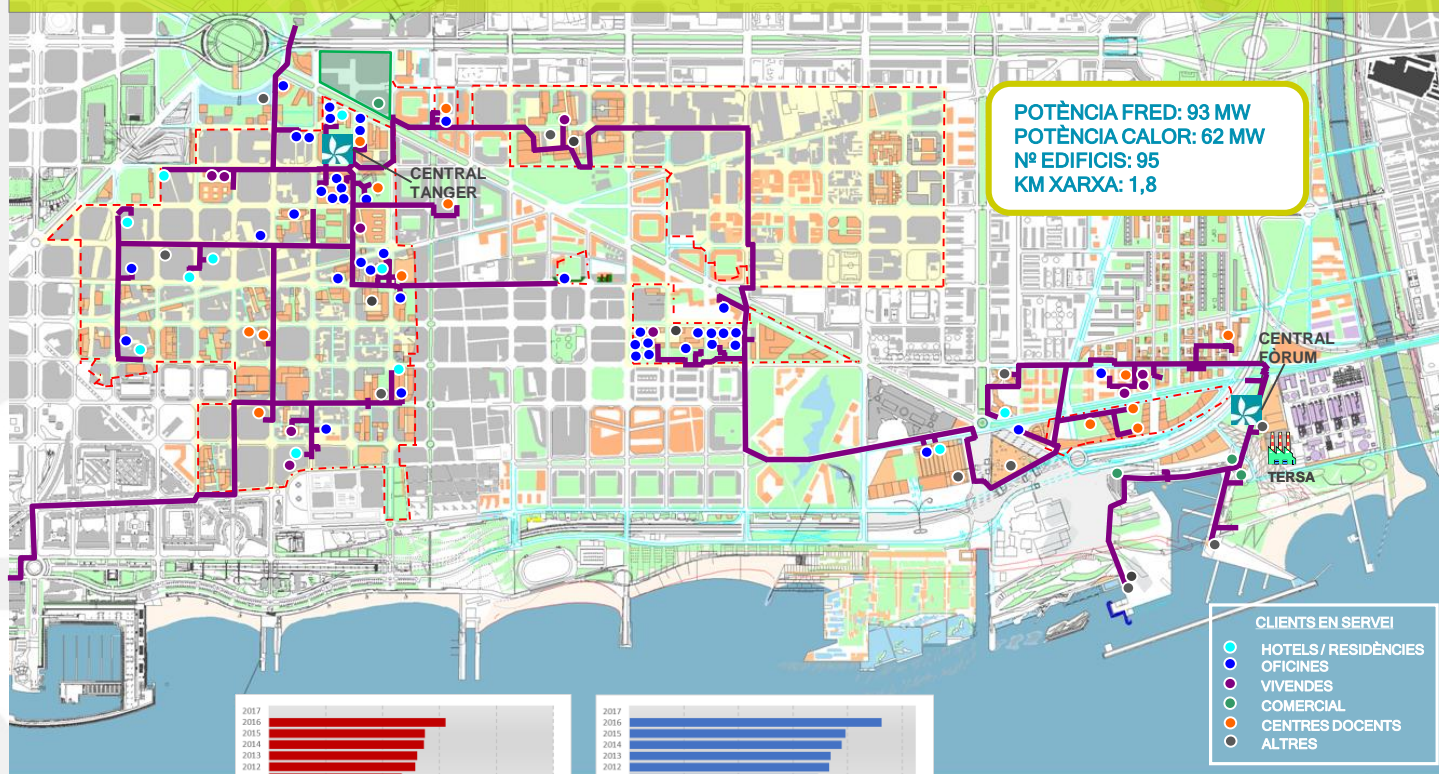 POTÈNCIA FRED: 93 MW
POTÈNCIA CALOR: 62 MW
Nº EDIFICIS: 95
KM XARXA: 1,8
CENTRAL
TANGER
CENTRAL
FÒRUM
TERSA
CLIENTS EN SERVEI
HOTELS / RESIDÈNCIES
OFICINES
VIVENDES
COMERCIAL
CENTRES DOCENTS
ALTRES
2017
2016
2015
2014
2013
2012
2017
2016
2015
2014
2013
2012